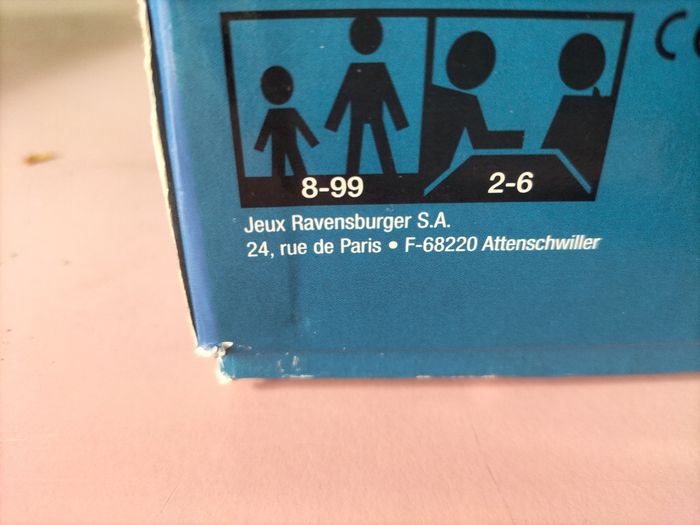 8-99 2-6
Jeux Ravensburger S.A.
24, rue de Paris • F-68220 Attenschwiller